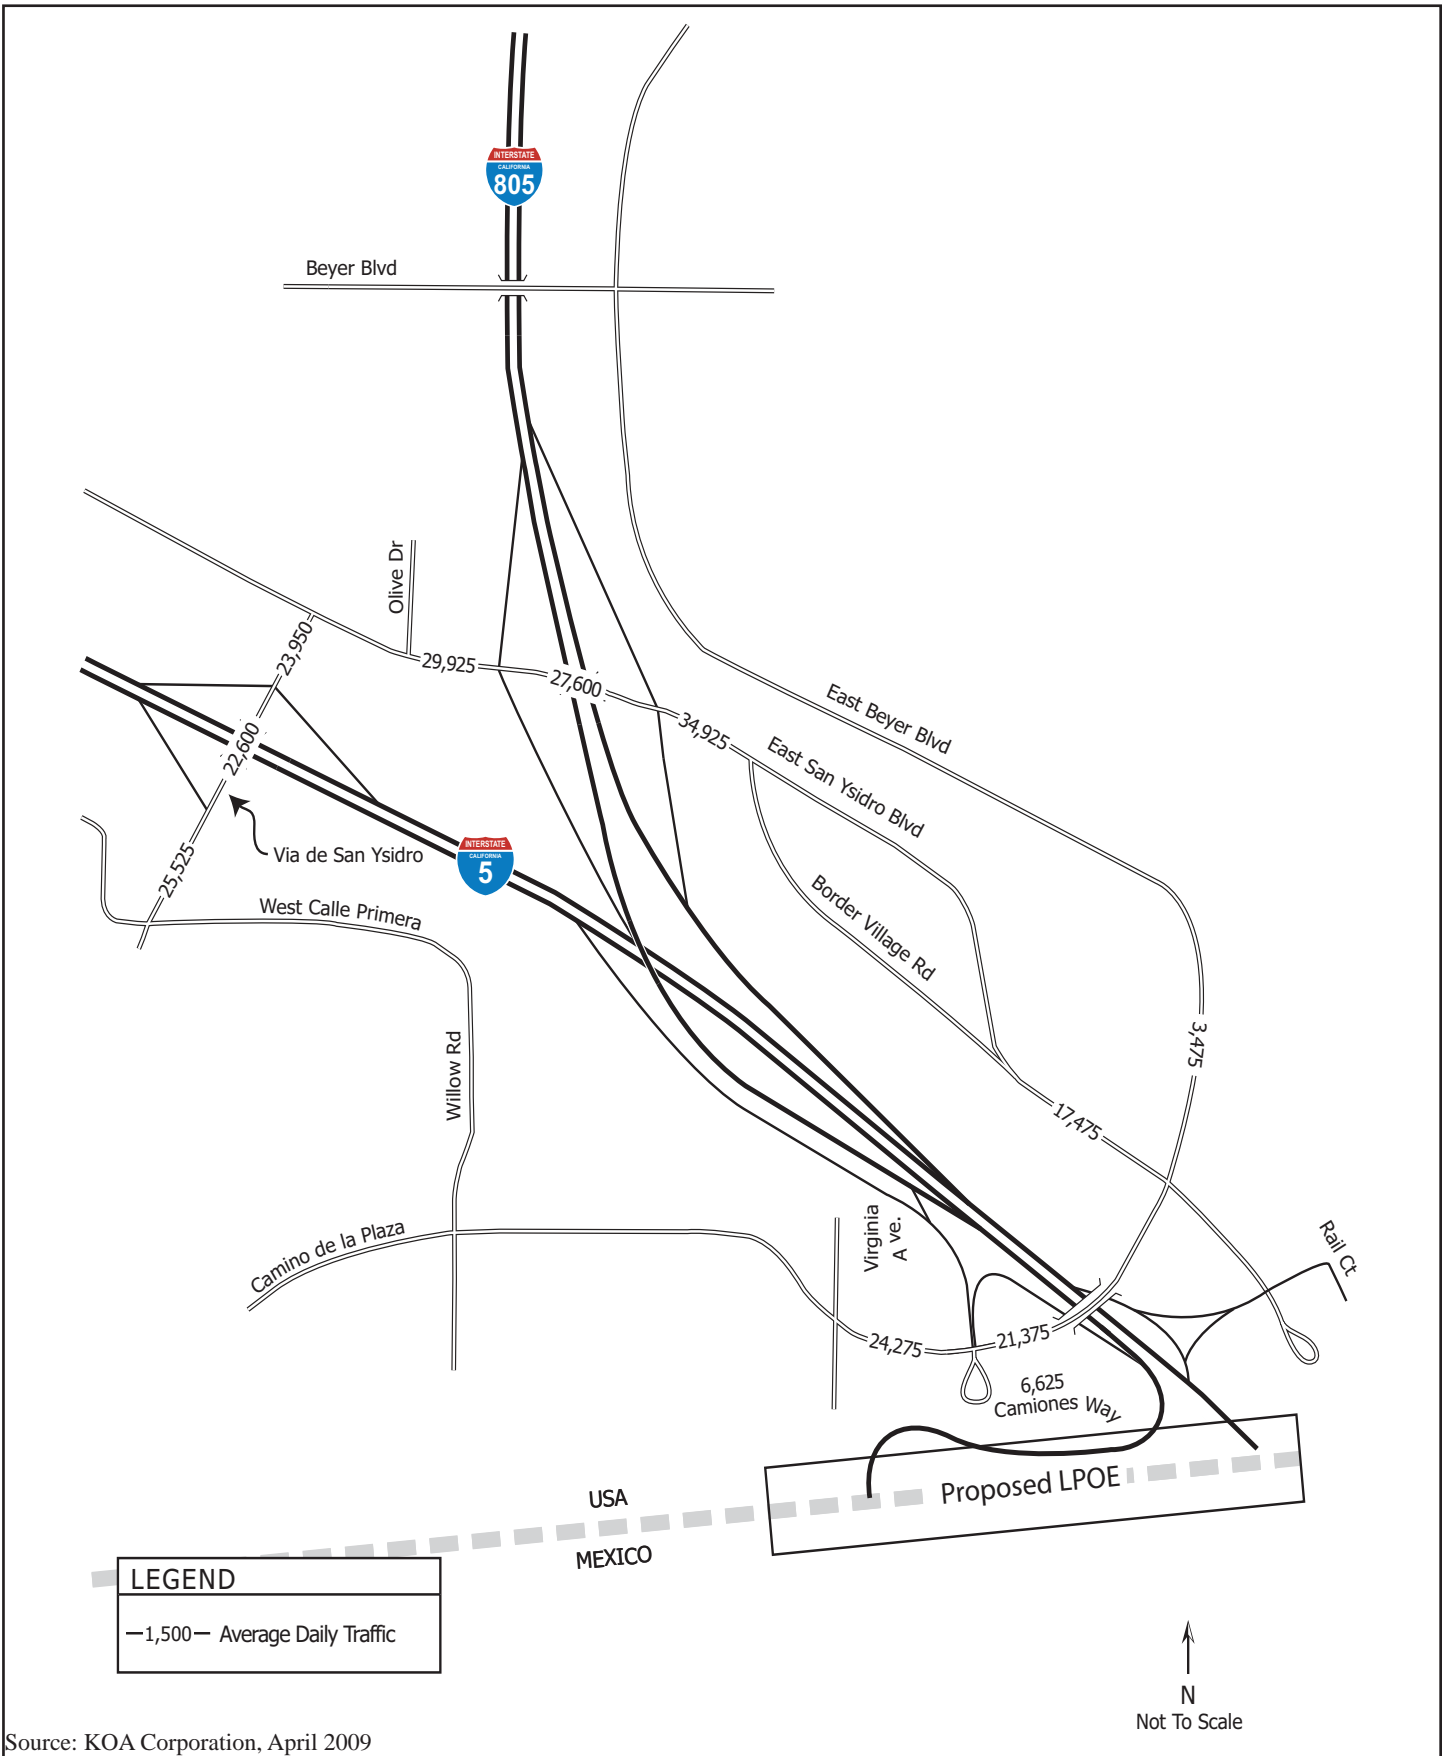 INTERSTATE
CALIFORNIA
805
Beyer Blvd
Olive Dr
23,950
29,925
27,600
34,925
22,600
East Beyer Blvd
East San Ysidro Blvd
INTERSTATE
CALIFORNIA
5
Via de San Ysidro
25,525
West Calle Primera
Border Village Rd
3,475
Willow Rd
17,475
Virginia
A ve.
Camino de la Plaza
Rail Ct
24,275
21,375
6,625
Camiones Way
Proposed LPOE
USA
MEXICO
LEGEND
1,500 Average Daily Traffic
N
Not To Scale
Source: KOA Corporation, April 2009